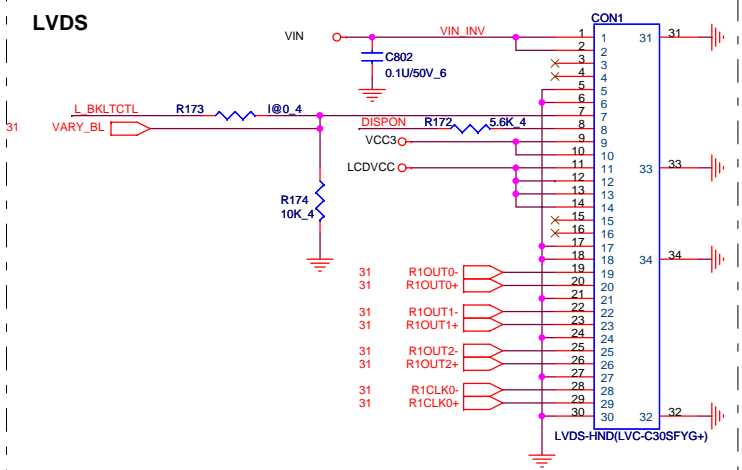 LVDS
CON1
VIN
VIN_INV
C802
0.1U/50V_6
L_BKLTCTL
R173
I@0_4
31
VARY_BL
R174
10K_4
DISPON
R172
5.6K_4
VCC3
LCDVCC
31 R1OUT0-
31 R1OUT0+
31 R1OUT1-
31 R1OUT1+
31 R1OUT2-
31 R1OUT2+
31 R1CLK0-
31 R1CLK0+
1 1 31 31
2 2
3 3
4 4
5 5
6 6
7 7
8 8
9 9
10 10
11 11 33 33
12 12
13 13
14 14
15 15
16 16
17 17
18 18 34 34
19 19
20 20
21 21
22 22
23 23
24 24
25 25
26 26
27 27
28 28
29 29
30 30 32 32
LVDS-HND(LVC-C30SFYG+)